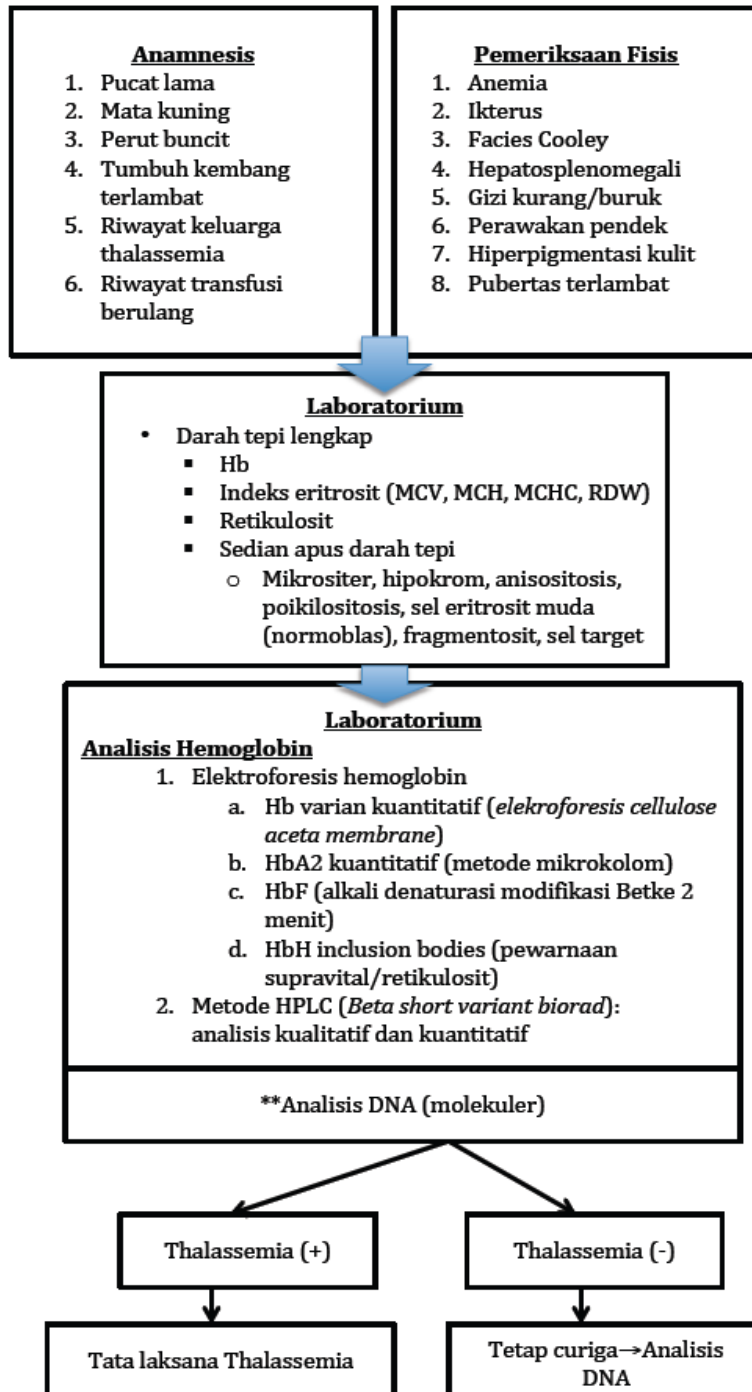 Anamnesis
1. Pucat lama
2. Mata kuning
3. Perut buncit
4. Tumbuh kembang
terlambat
5. Riwayat keluarga
thalassemia
6. Riwayat transfusi
berulang
Pemeriksaan Fisis
1. Anemia
2. Ikterus
3. Facies Cooley
4. Hepatosplenomegali
5. Gizi kurang/buruk
6. Perawakan pendek
7. Hiperpigmentasi kulit
8. Pubertas terlambat
Laboratorium
• Darah tepi lengkap
▪ Hb
▪ Indeks eritrosit (MCV, MCH, MCHC, RDW)
▪ Retikulosit
▪ Sedian apus darah tepi
o Mikrositer, hipokrom, anisositosis,
poikilositosis, sel eritrosit muda
(normoblas), fragmentosit, sel target
Laboratorium
Analisis Hemoglobin
1. Elektroforesis hemoglobin
a. Hb varian kuantitatif (elekroforesis cellulose
aceta membrane)
b. HbA2 kuantitatif (metode mikrokolom)
c. HbF (alkali denaturasi modifikasi Betke 2
menit)
d. HbH inclusion bodies (pewarnaan
supravital/retikulosit)
2. Metode HPLC (Beta short variant biorad):
analisis kualitatif dan kuantitatif
**Analisis DNA (molekuler)
Thalassemia (+)
Thalassemia (-)
Tata laksana Thalassemia
Tetap curiga→Analisis
DNA